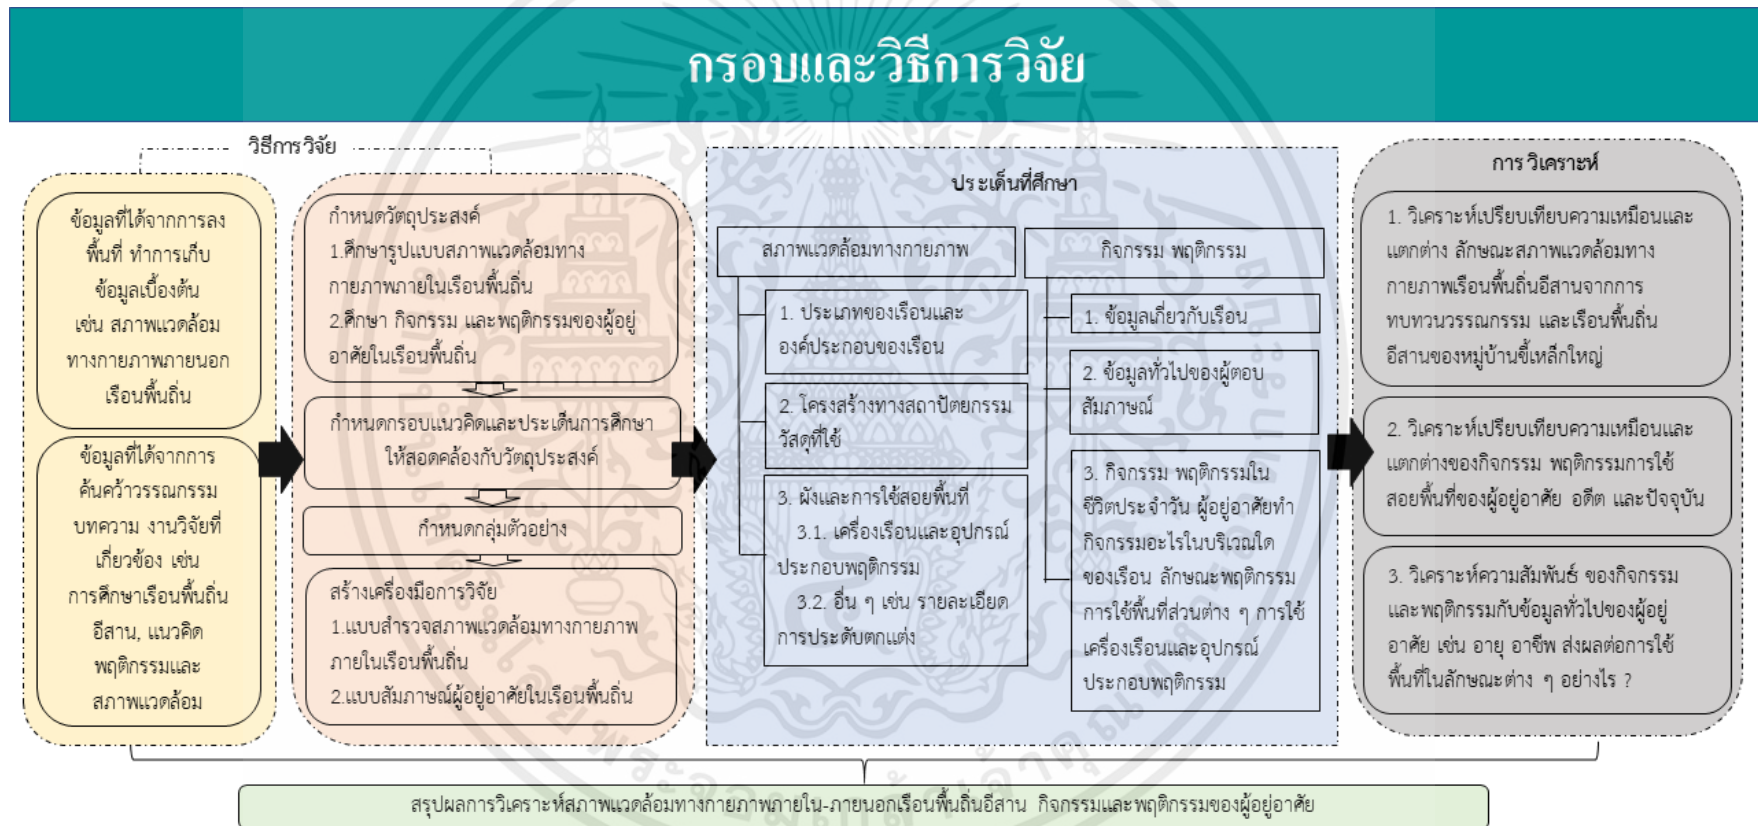 กรอบและวิธีการวิจัย
วิธีการวิจัย
ข้อมูลที่ได้จากการลง
พื้นที่ ทำการเก็บ
ข้อมูลเบื้องต้น
เช่น สภาพแวดล้อม
ทางกายภาพภายนอก
เรือนพื้นถิ่น
ข้อมูลที่ได้จากการ
ค้นคว้าวรรณกรรม
บทความ งานวิจัยที่
เกี่ยวข้อง เช่น
การศึกษาเรือนพื้นถิ่น
อีสาน, แนวคิด
พฤติกรรมและ
สภาพแวดล้อม
กำหนดวัตถุประสงค์
1.ศึกษารูปแบบสภาพแวดล้อมทาง
กายภาพภายในเรือนพื้นถิ่น
2.ศึกษา กิจกรรม และพฤติกรรมของผู้อยู่
อาศัยในเรือนพื้นถิ่น
กำหนดกรอบแนวคิดและประเด็นการศึกษา
ให้สอดคล้องกับวัตถุประสงค์
กำหนดกลุ่มตัวอย่าง
สร้างเครื่องมือการวิจัย
1.แบบสำรวจสภาพแวดล้อมทางกายภาพ
ภายในเรือนพื้นถิ่น
2.แบบสัมภาษณ์ผู้อยู่อาศัยในเรือนพื้นถิ่น
ประเด็นที่ศึกษา
สภาพแวดล้อมทางกายภาพ
1. ประเภทของเรือนและ
องค์ประกอบของเรือน
2. โครงสร้างทางสถาปัตยกรรม
วัสดุที่ใช้
3. ผังและการใช้สอยพื้นที่
3.1. เครื่องเรือนและอุปกรณ์
ประกอบพฤติกรรม
3.2. อื่น ๆ เช่น รายละเอียด
การประดับตกแต่ง
กิจกรรม พฤติกรรม
1. ข้อมูลเกี่ยวกับเรือน
2. ข้อมูลทั่วไปของผู้ตอบ
สัมภาษณ์
3. กิจกรรม พฤติกรรมใน
ชีวิตประจำวัน ผู้อยู่อาศัยทำ
กิจกรรมอะไรในบริเวณใด
ของเรือน ลักษณะพฤติกรรม
การใช้พื้นที่ส่วนต่าง ๆ การใช้
เครื่องเรือนและอุปกรณ์
ประกอบพฤติกรรม
การวิเคราะห์
1. วิเคราะห์เปรียบเทียบความเหมือนและ
แตกต่าง ลักษณะสภาพแวดล้อมทาง
กายภาพเรือนพื้นถิ่นอีสานจากการ
ทบทวนวรรณกรรม และเรือนพื้นถิ่น
อีสานของหมู่บ้านขี้เหล็กใหญ่
2. วิเคราะห์เปรียบเทียบความเหมือนและ
แตกต่างของกิจกรรม พฤติกรรมการใช้
สอยพื้นที่ของผู้อยู่อาศัย อดีต และปัจจุบัน
3. วิเคราะห์ความสัมพันธ์ ของกิจกรรม
และพฤติกรรมกับข้อมูลทั่วไปของผู้อยู่
อาศัย เช่น อายุ อาชีพ ส่งผลต่อการใช้
พื้นที่ในลักษณะต่าง ๆ อย่างไร ?
สรุปผลการวิเคราะห์สภาพแวดล้อมทางกายภาพภายใน-ภายนอกเรือนพื้นถิ่นอีสาน กิจกรรมและพฤติกรรมของผู้อยู่อาศัย